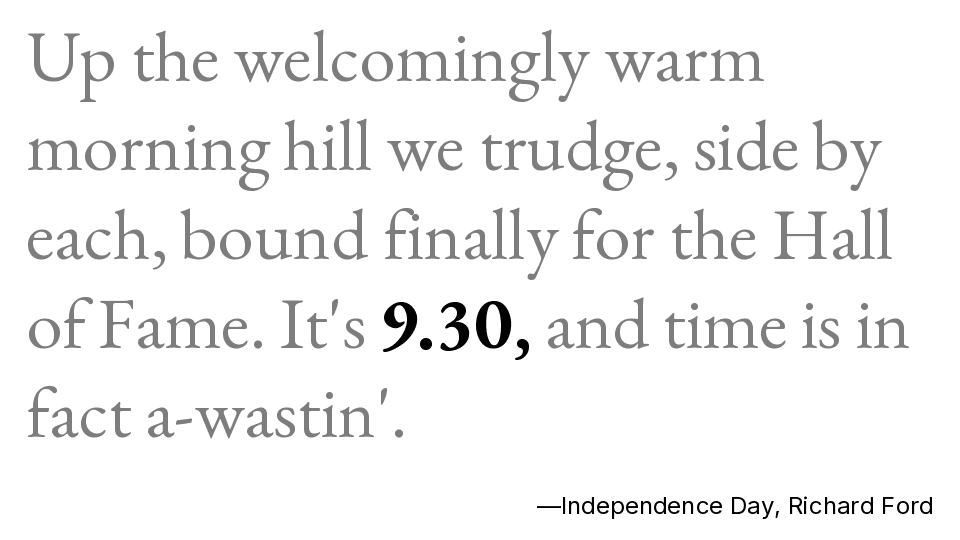 Up the welcomingly warm
morning hill we trudge, side by
each, bound finally for the Hall
of Fame. It's 9.30, and time is in
fact a-wastin'.
—Independence Day, Richard Ford